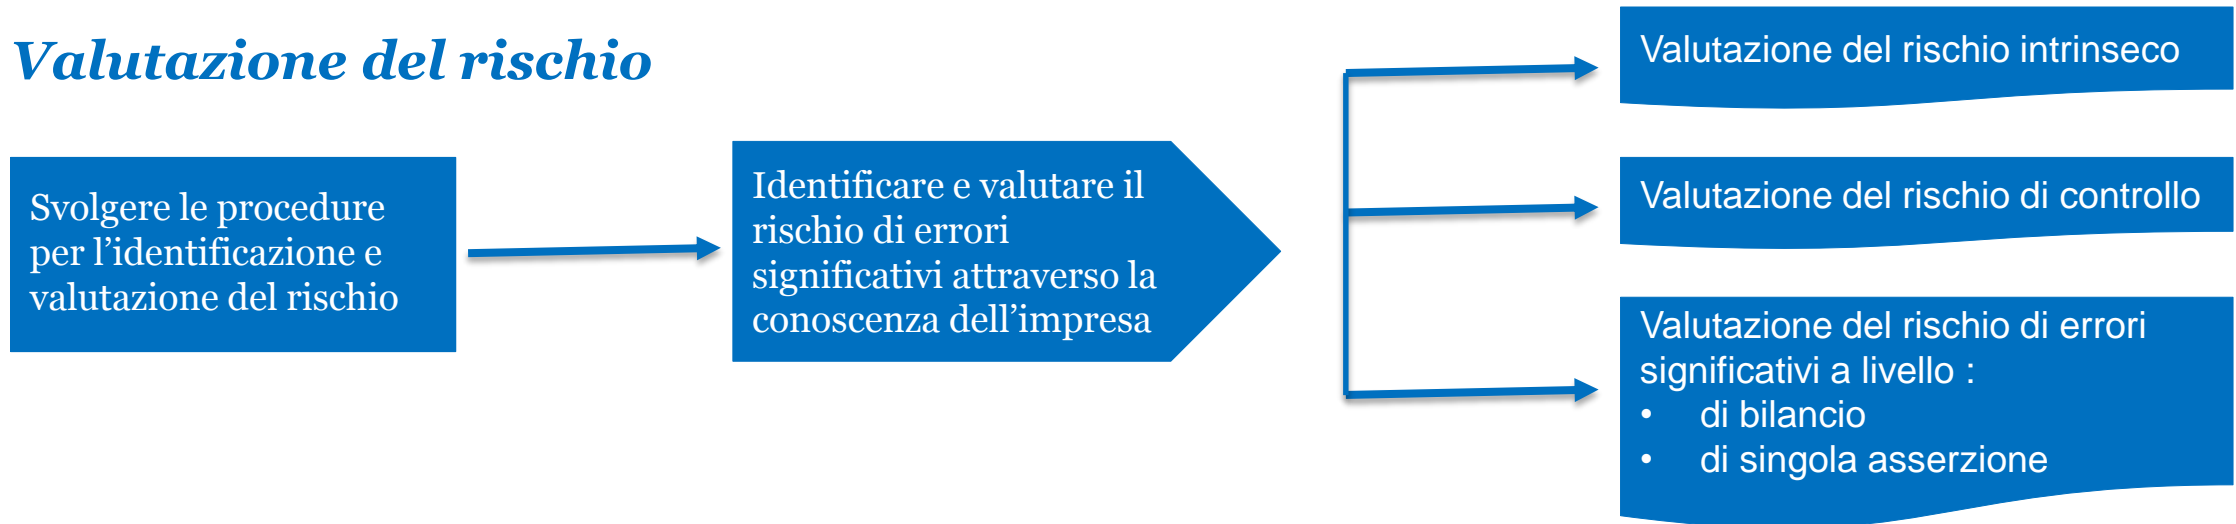 Valutazione del rischio
Svolgere le procedure
per l’identificazione e
valutazione del rischio
Identificare e valutare il
rischio di errori
significativi attraverso la
conoscenza dell’impresa
Valutazione del rischio intrinseco
Valutazione del rischio di controllo
Valutazione del rischio di errori
significativi a livello :
• di bilancio
• di singola asserzione